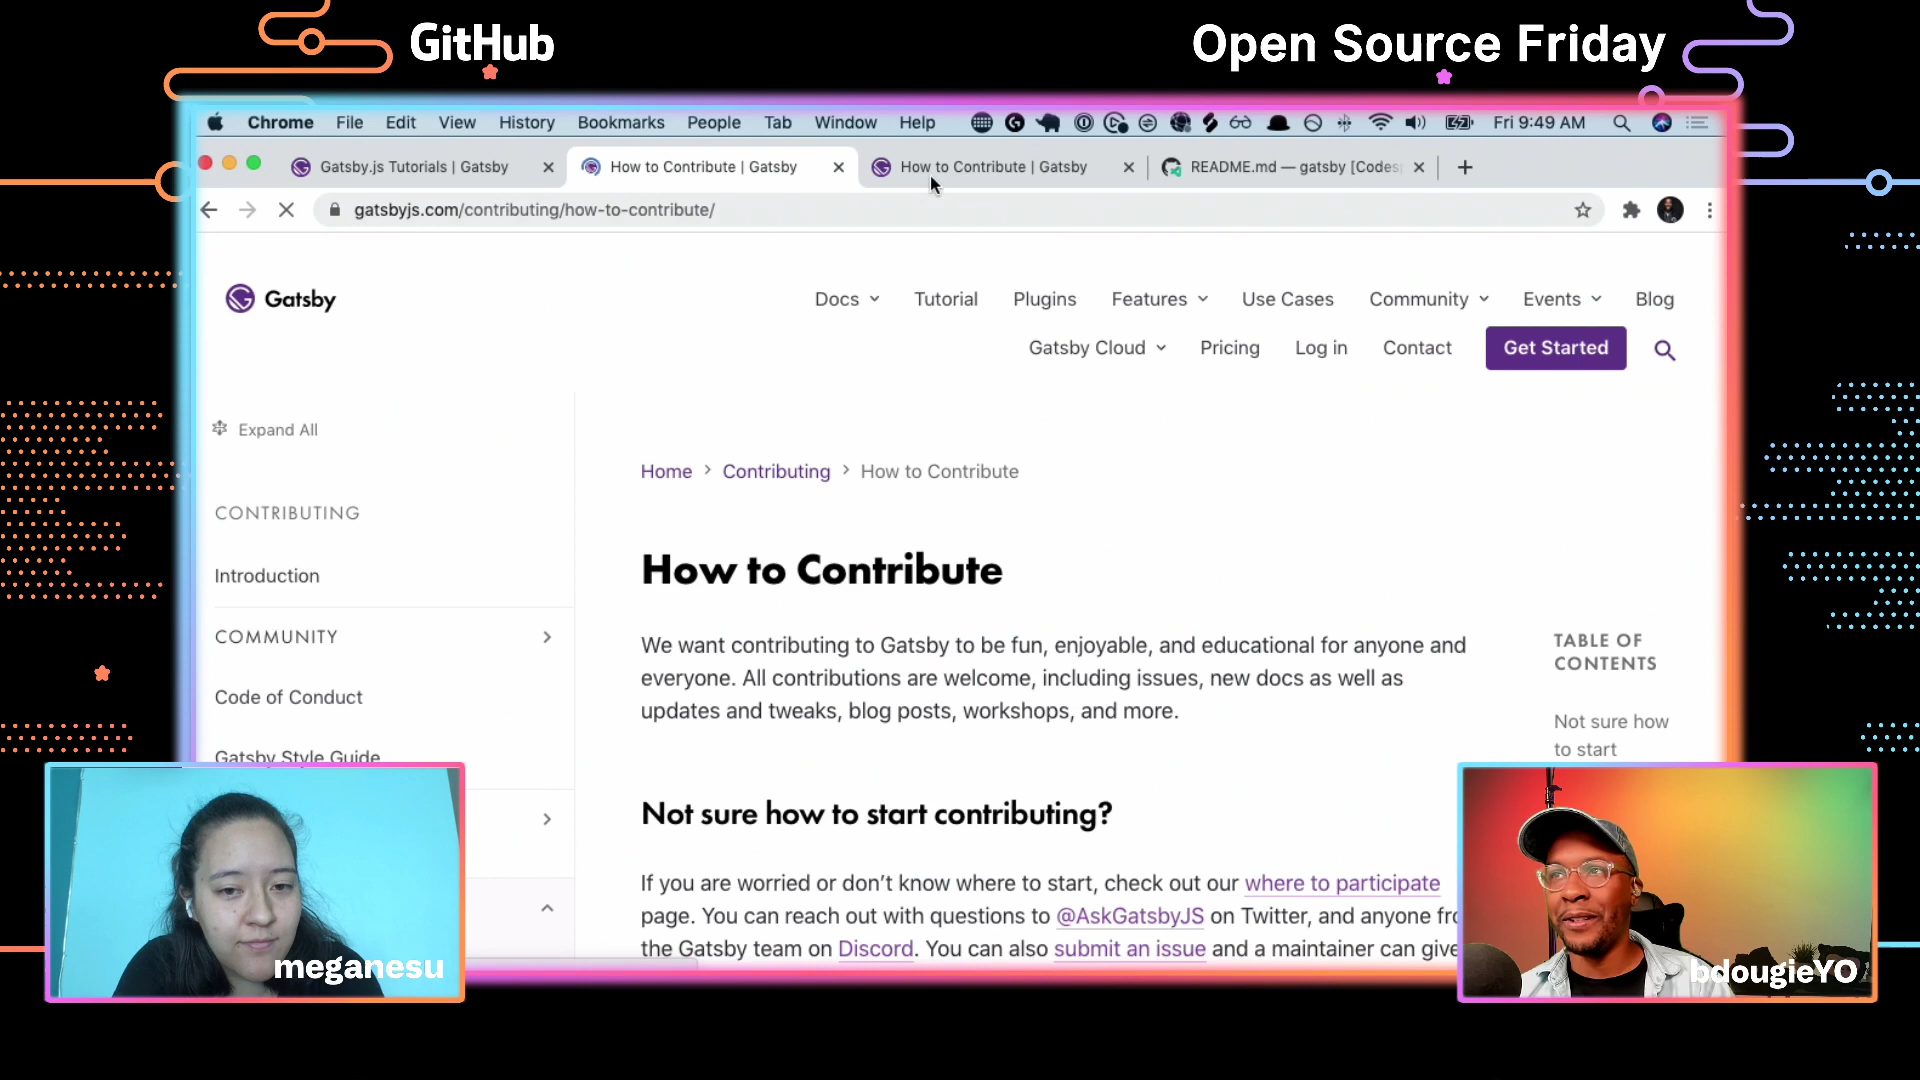 GitHub
Open Source Friday
Chrome File Edit View History Bookmarks People Tab Window Help Fri 9:49 AM
Gatsby.js Tutorials | Gatsby
How to Contribute | Gatsby
How to Contribute | Gatsby
README.md — gatsby [Codes
gatsbyjs.com/contributing/how-to-contribute/
Gatsby
Docs Tutorial Plugins Features Use Cases Community Events Blog
Gatsby Cloud Pricing Log in Contact Get Started
Expand All
CONTRIBUTING
Introduction
COMMUNITY
Code of Conduct
Gatsby Style Guide
Home > Contributing > How to Contribute
How to Contribute
We want contributing to Gatsby to be fun, enjoyable, and educational for anyone and
everyone. All contributions are welcome, including issues, new docs as well as
updates and tweaks, blog posts, workshops, and more.
Not sure how to start contributing?
If you are worried or don’t know where to start, check out our where to participate
page. You can reach out with questions to @AskGatsbyJS on Twitter, and anyone fro
the Gatsby team on Discord. You can also submit an issue and a maintainer can give
TABLE OF
CONTENTS
Not sure how
to start
meganesu
bdougieYO